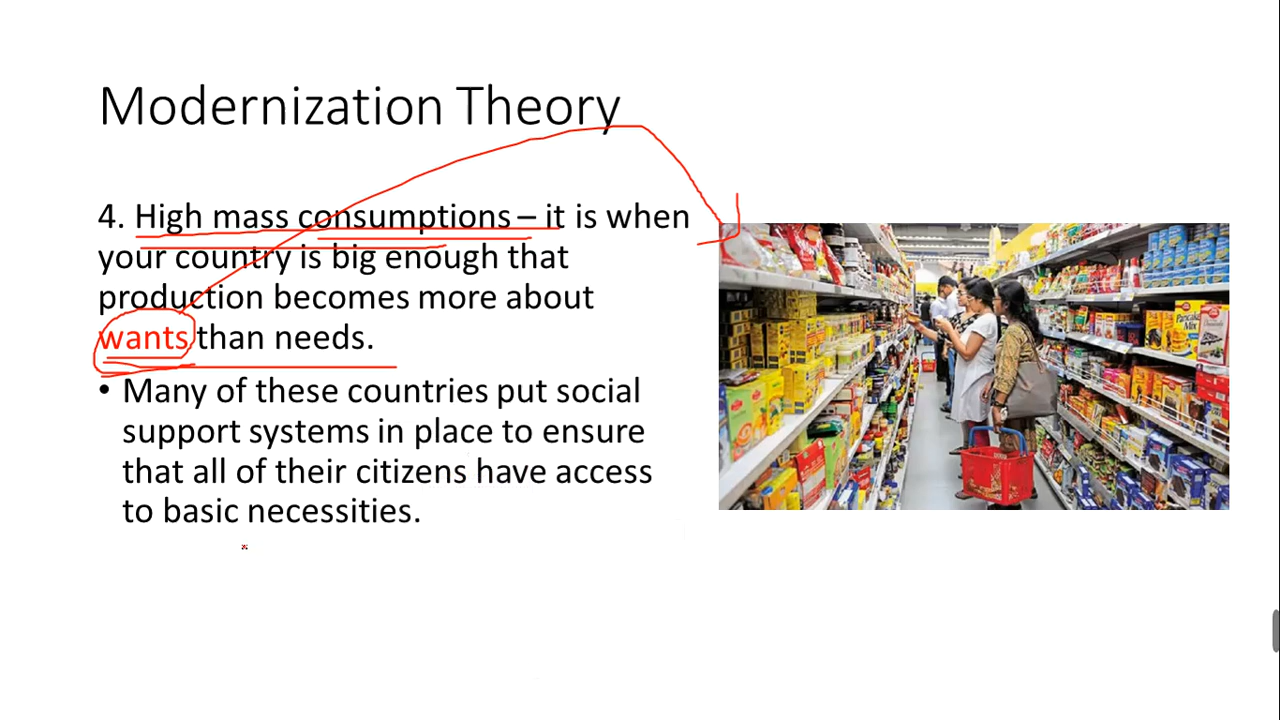 Modernization Theory
4. High mass consumptions – it is when
your country is big enough that
production becomes more about
wants than needs.
• Many of these countries put social
support systems in place to ensure
that all of their citizens have access
to basic necessities.
Pancake
Mix